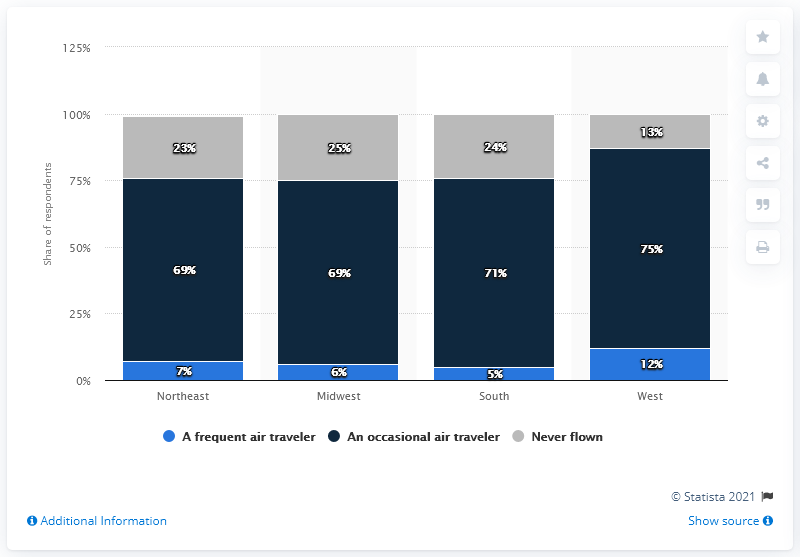 125%
100%
75%
50%
25%
0%
Share of respondents
23% 25% 24% 13%
69% 69% 71% 75%
7% 6% 5% 12%
Northeast Midwest South West
A frequent air traveler An occasional air traveler Never flown
© Statista 2021
Additional Information Show source